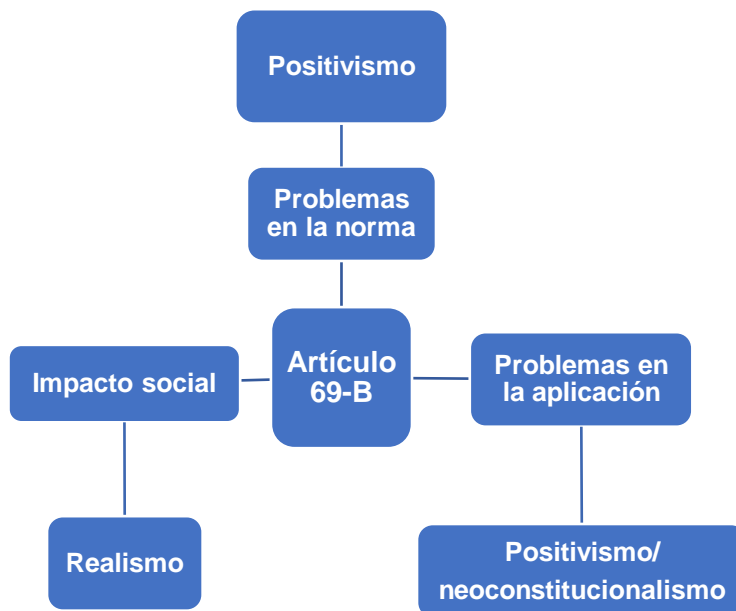 Positivismo
Problemas
en la norma
Impacto social
Artículo
69-B
Problemas en
la aplicación
Realismo
Positivismo/
neoconstitucionalismo